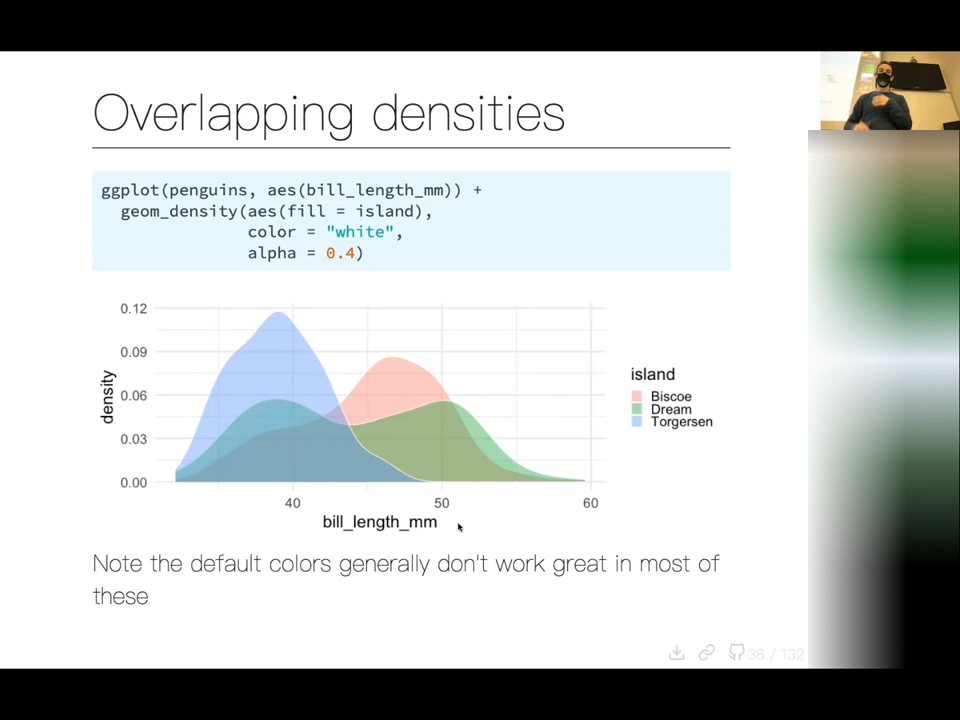 Overlapping densities
ggplot(penguins, aes(bill_length_mm)) +
geom_density(aes(fill = island),
color = "white",
alpha = 0.4)
0.12
0.09
0.06
0.03
0.00
density
40 50 60
bill_length_mm
island
Biscoe
Dream
Torgersen
Note the default colors generally don't work great in most of
these
38 / 132